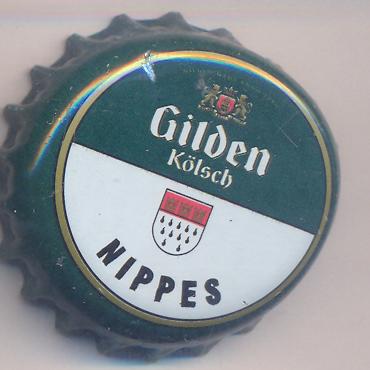 Gilden
Kölsch
NIPPES